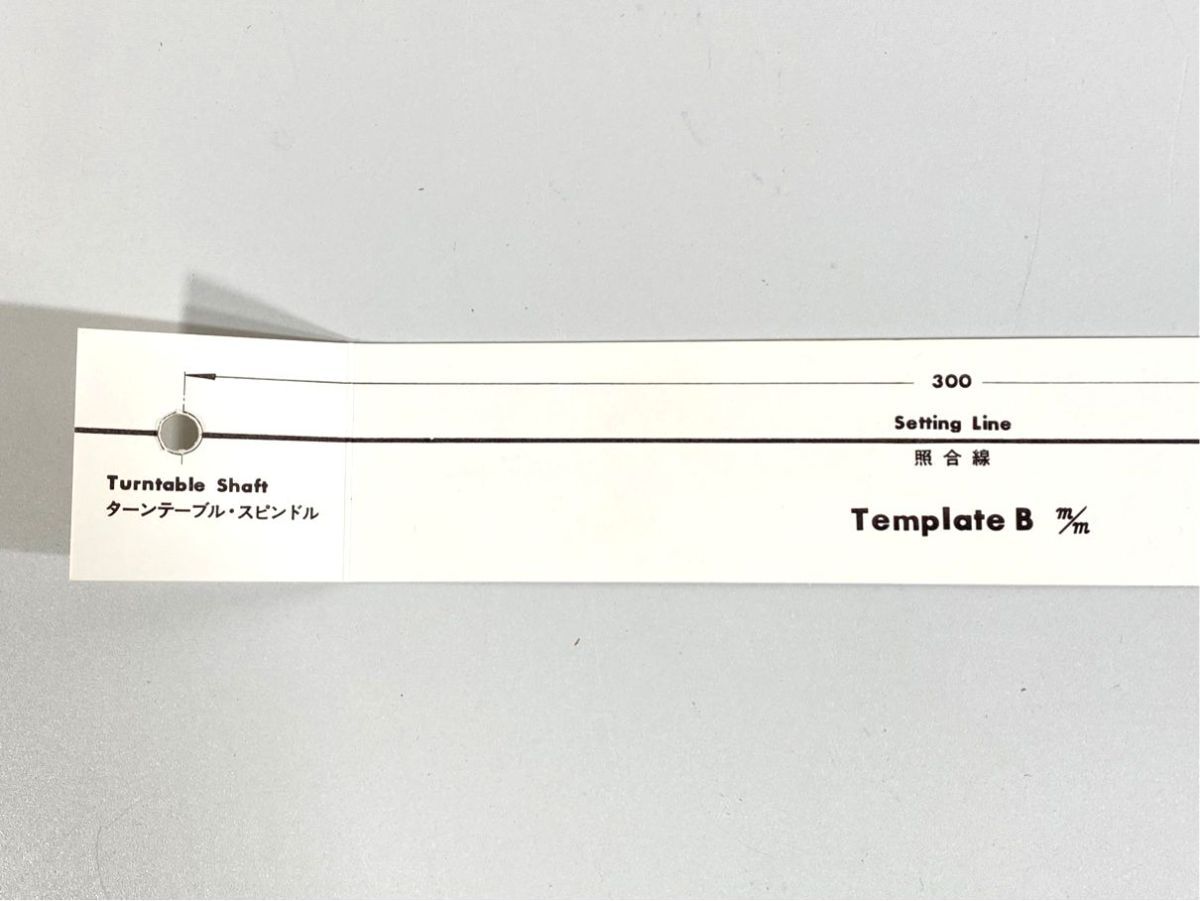 300
Setting Line
照合線
Turntable Shaft
ターンテーブル・スピンドル
Template B m/m